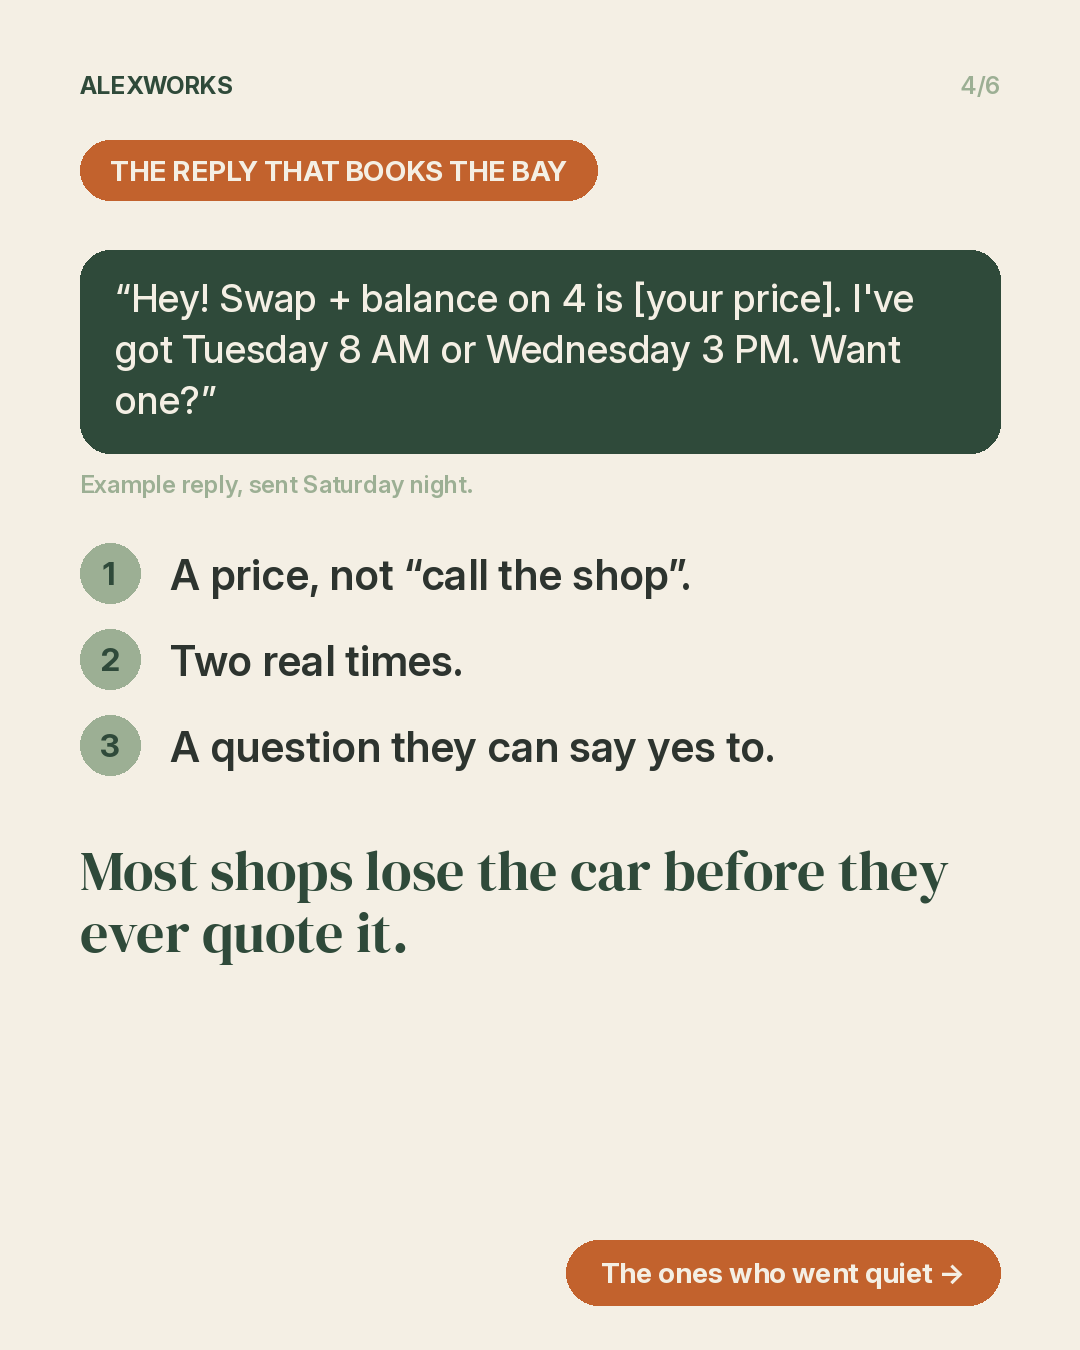 ALEXWORKS
4/6
THE REPLY THAT BOOKS THE BAY
“Hey! Swap + balance on 4 is [your price]. I've
got Tuesday 8 AM or Wednesday 3 PM. Want
one?”
Example reply, sent Saturday night.
1 A price, not “call the shop”.
2 Two real times.
3 A question they can say yes to.
Most shops lose the car before they
ever quote it.
The ones who went quiet →